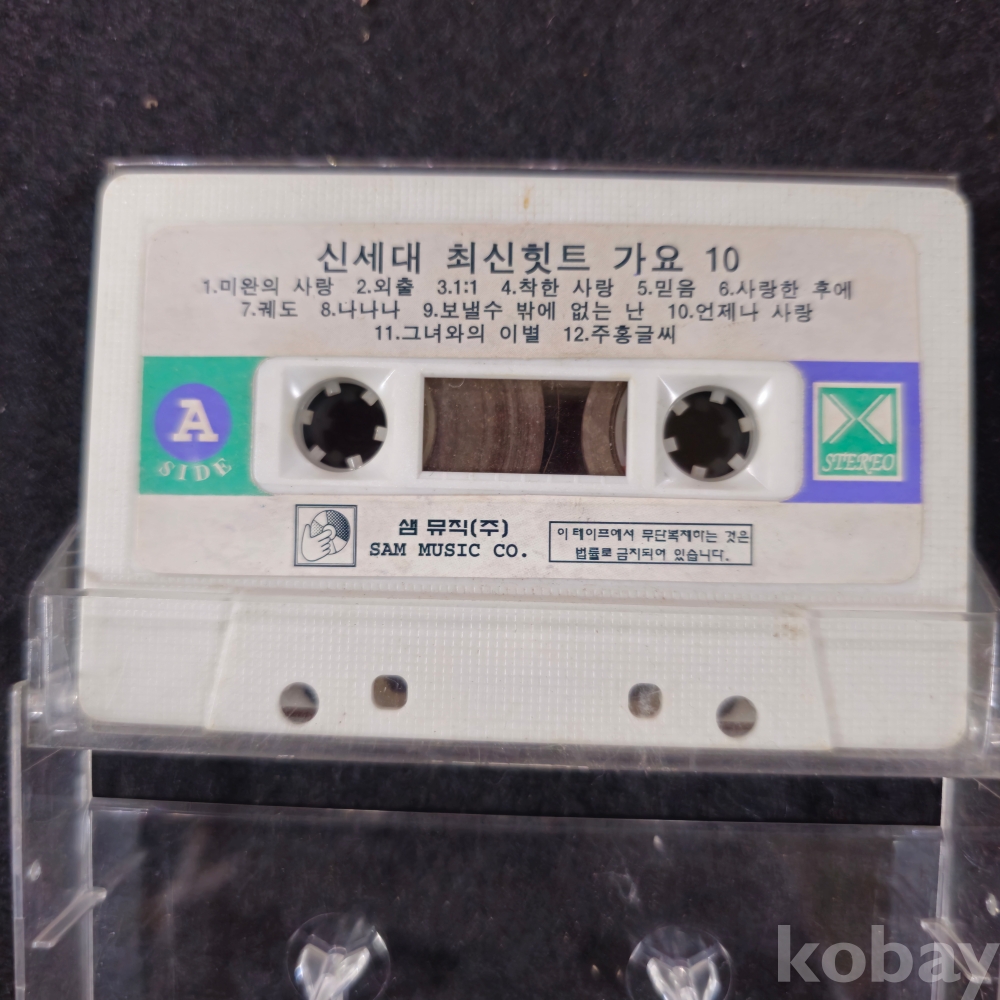 신세대 최신힛트 가요 10
1.미완의 사랑 2.외출 3.1:1 4.착한 사랑 5.믿음 6.사랑한 후에
7.궤도 8.나나나 9.보낼수 밖에 없는 난 10.언제나 사랑
11.그녀와의 이별 12.주홍글씨
A
SIDE
STEREO
샘 뮤직(주)
SAM MUSIC CO.
이 테이프에서 무단복제하는 것은
법률로 금지되어 있습니다.
kobay